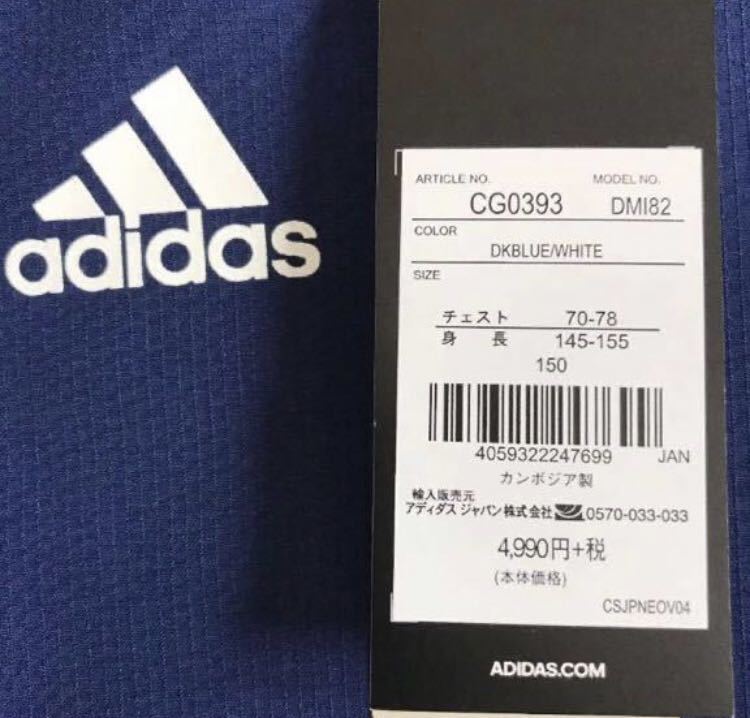 adidas
ARTICLE NO. MODEL NO.
CG0393 DMI82
COLOR
DKBLUE/WHITE
SIZE
チェスト 70-78
身長 145-155
150
4059322247699 JAN
カンボジア製
輸入販売元
アディダス ジャパン株式会社 0570-033-033
4,990円+税
(本体価格)
CSJPNEOV04
ADIDAS.COM